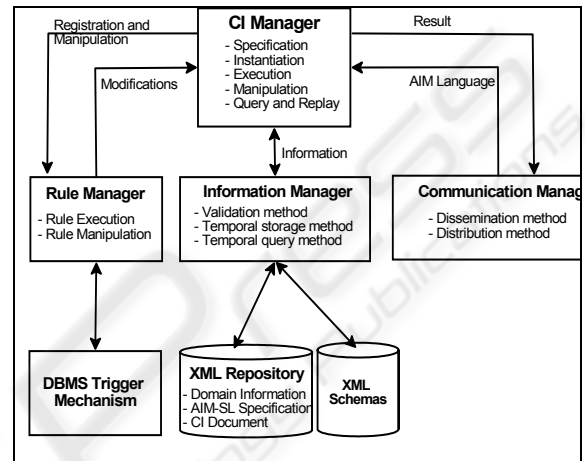 CI Manager
- Specification
- Instantiation
- Execution
- Manipulation
- Query and Replay
Registration and
Manipulation
Result
Modifications
AIM Language
Information
Rule Manager
- Rule Execution
- Rule Manipulation
Information Manager
- Validation method
- Temporal storage method
- Temporal query method
Communication Manag
- Dissemination method
- Distribution method
DBMS Trigger
Mechanism
XML Repository
- Domain Information
- AIM-SL Specification
- CI Document
XML
Schemas